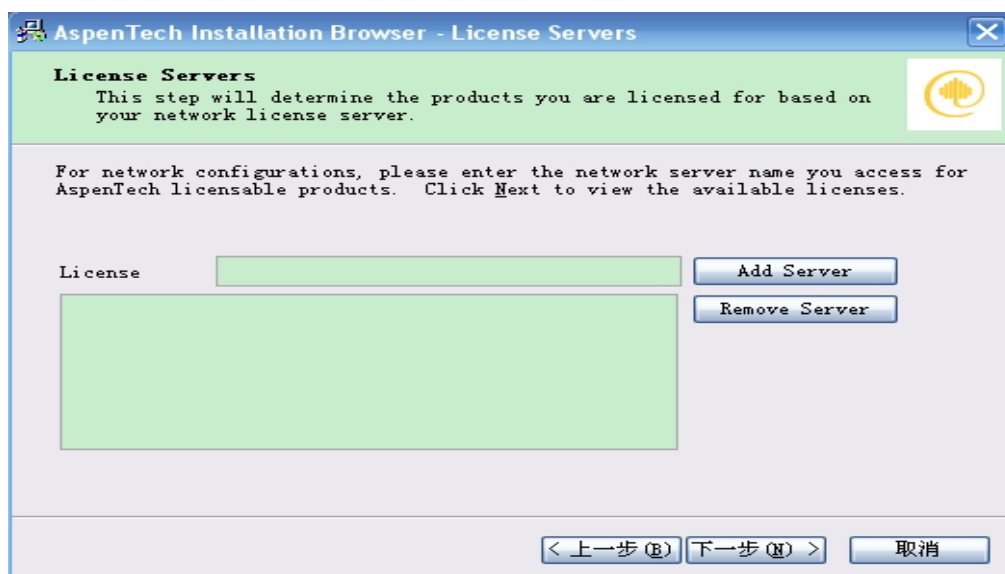 AspenTech Installation Browser - License Servers
License Servers
This step will determine the products you are licensed for based on
your network license server.
For network configurations, please enter the network server name you access for
AspenTech licensable products.  Click Next to view the available licenses.
License
Add Server
Remove Server
< 上一步(B)
下一步(N) >
取消